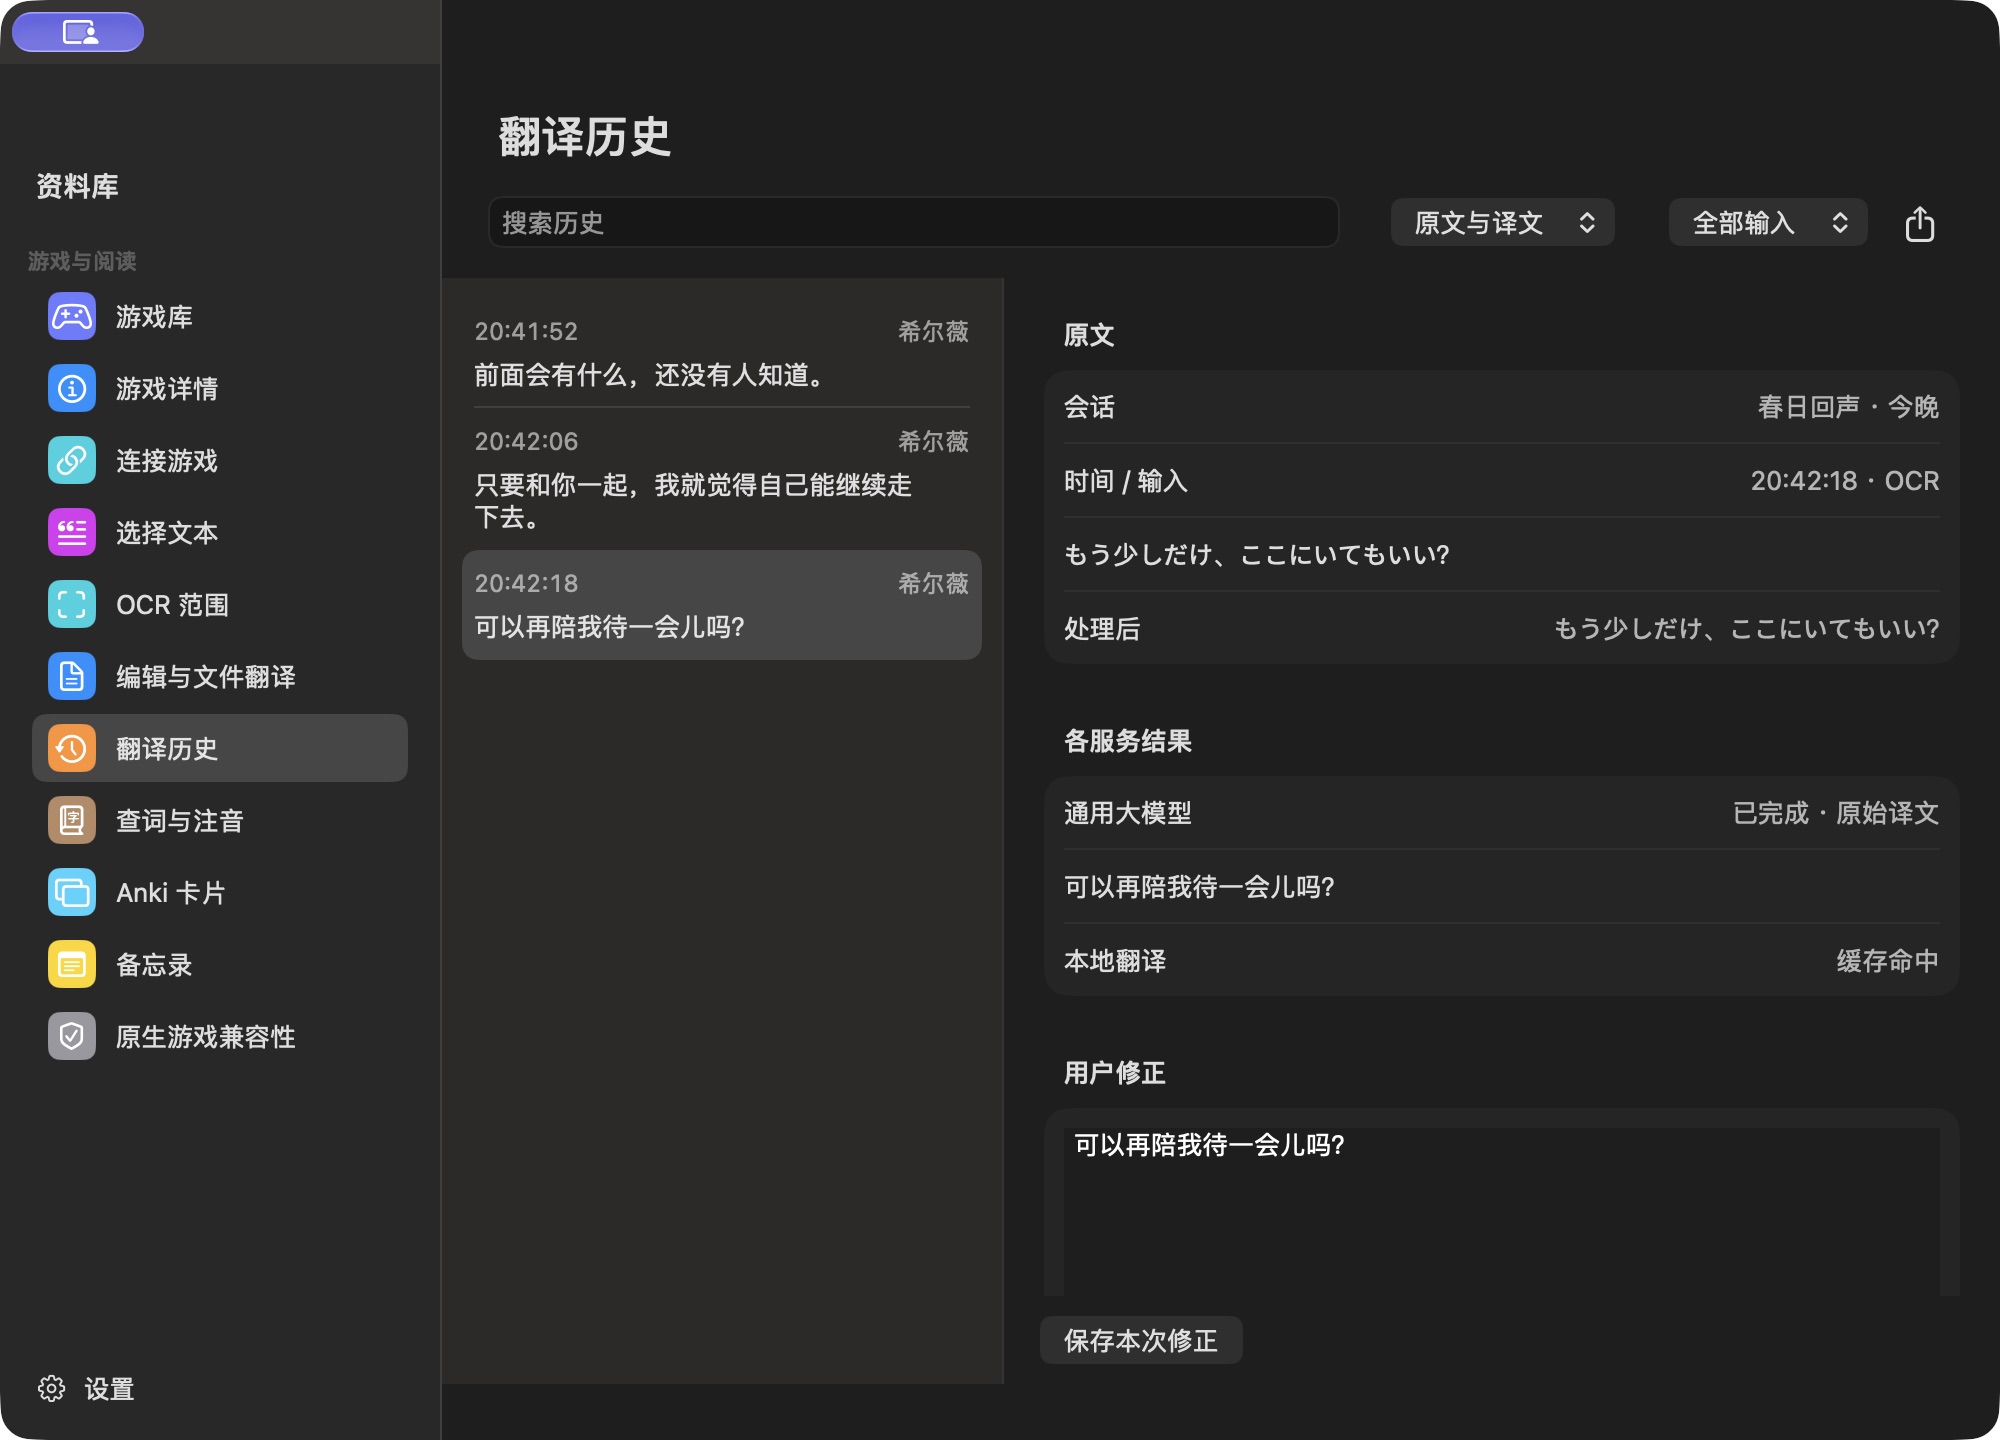 资料库
游戏与阅读
游戏库
游戏详情
连接游戏
选择文本
OCR 范围
编辑与文件翻译
翻译历史
查词与注音
Anki 卡片
备忘录
原生游戏兼容性
设置
翻译历史
搜索历史
原文与译文
全部输入
20:41:52 希尔薇
前面会有什么，还没有人知道。
20:42:06 希尔薇
只要和你一起，我就觉得自己能继续走
下去。
20:42:18 希尔薇
可以再陪我待一会儿吗?
原文
会话 春日回声 · 今晚
时间 / 输入 20:42:18 · OCR
もう少しだけ、ここにいてもいい?
处理后 もう少しだけ、ここにいてもいい?
各服务结果
通用大模型 已完成 · 原始译文
可以再陪我待一会儿吗?
本地翻译 缓存命中
用户修正
可以再陪我待一会儿吗?
保存本次修正